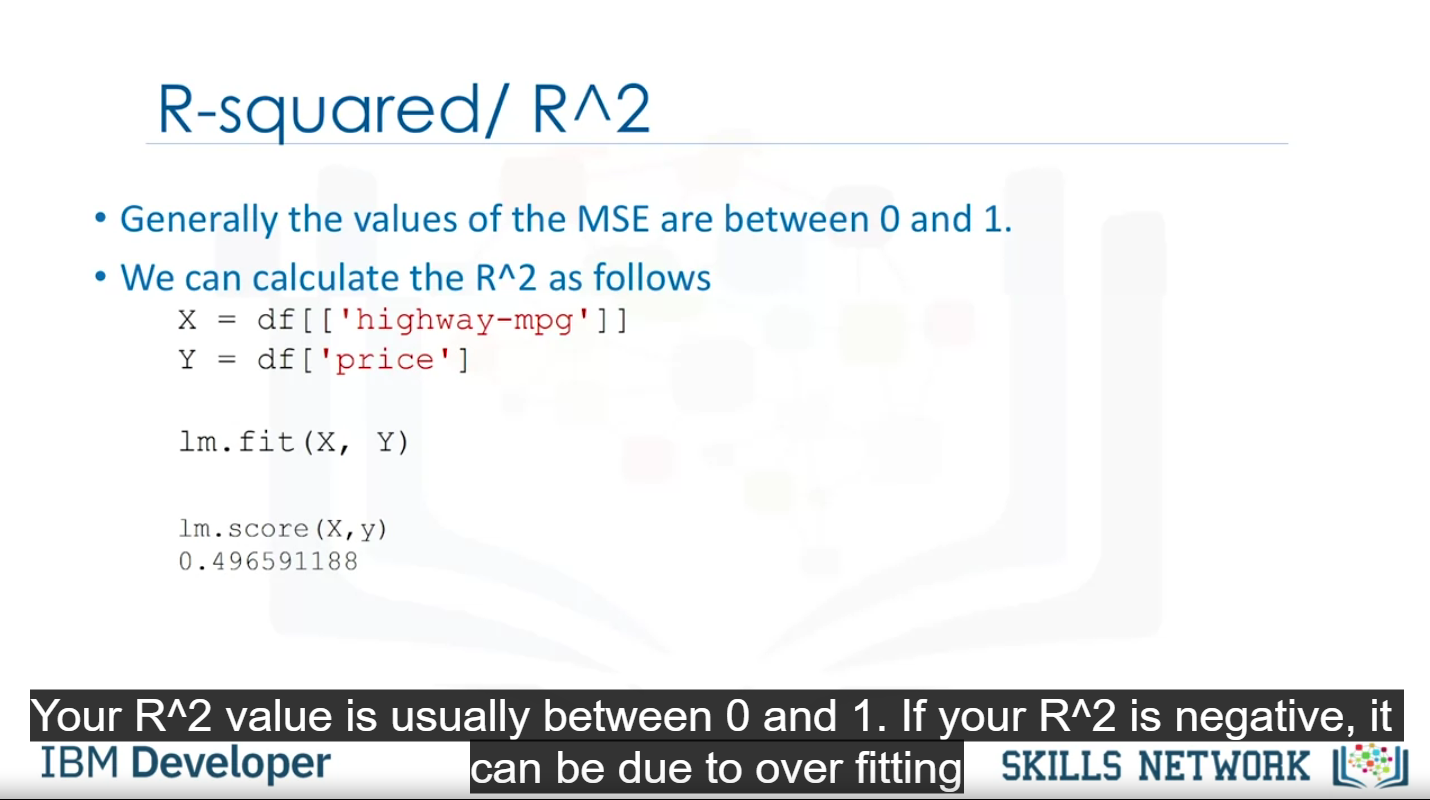 R-squared/ R^2
• Generally the values of the MSE are between 0 and 1.
• We can calculate the R^2 as follows
X = df[['highway-mpg']]
Y = df['price']
lm.fit(X, Y)
lm.score(X,y)
0.496591188
Your R^2 value is usually between 0 and 1. If your R^2 is negative, it
can be due to over fitting
IBM Developer
SKILLS NETWORK